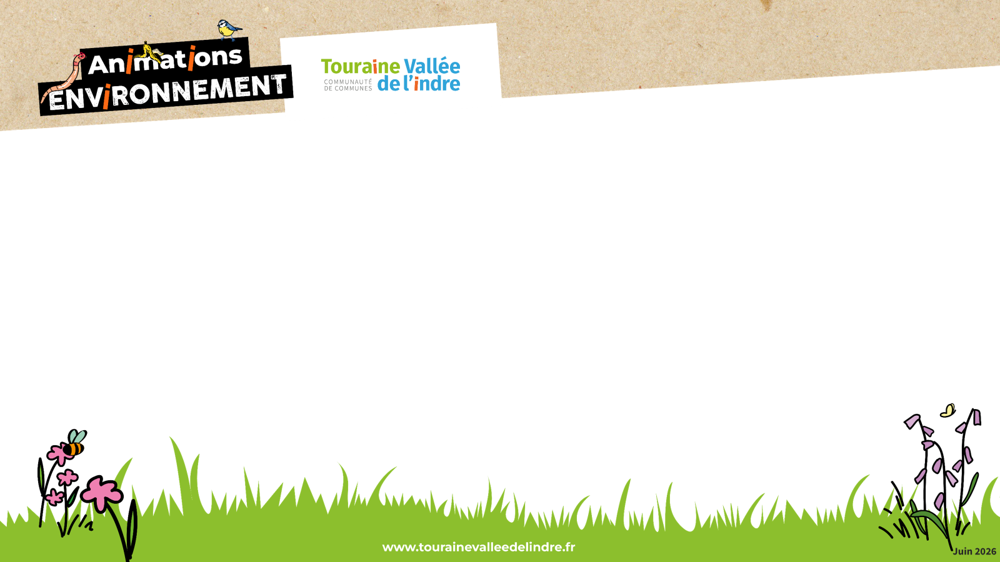 Animations
ENViRONNEMENT
Touraine Vallée
COMMUNAUTÉ
DE COMMUNES
de l'indre
www.tourainevalleedelindre.fr
Juin 2026